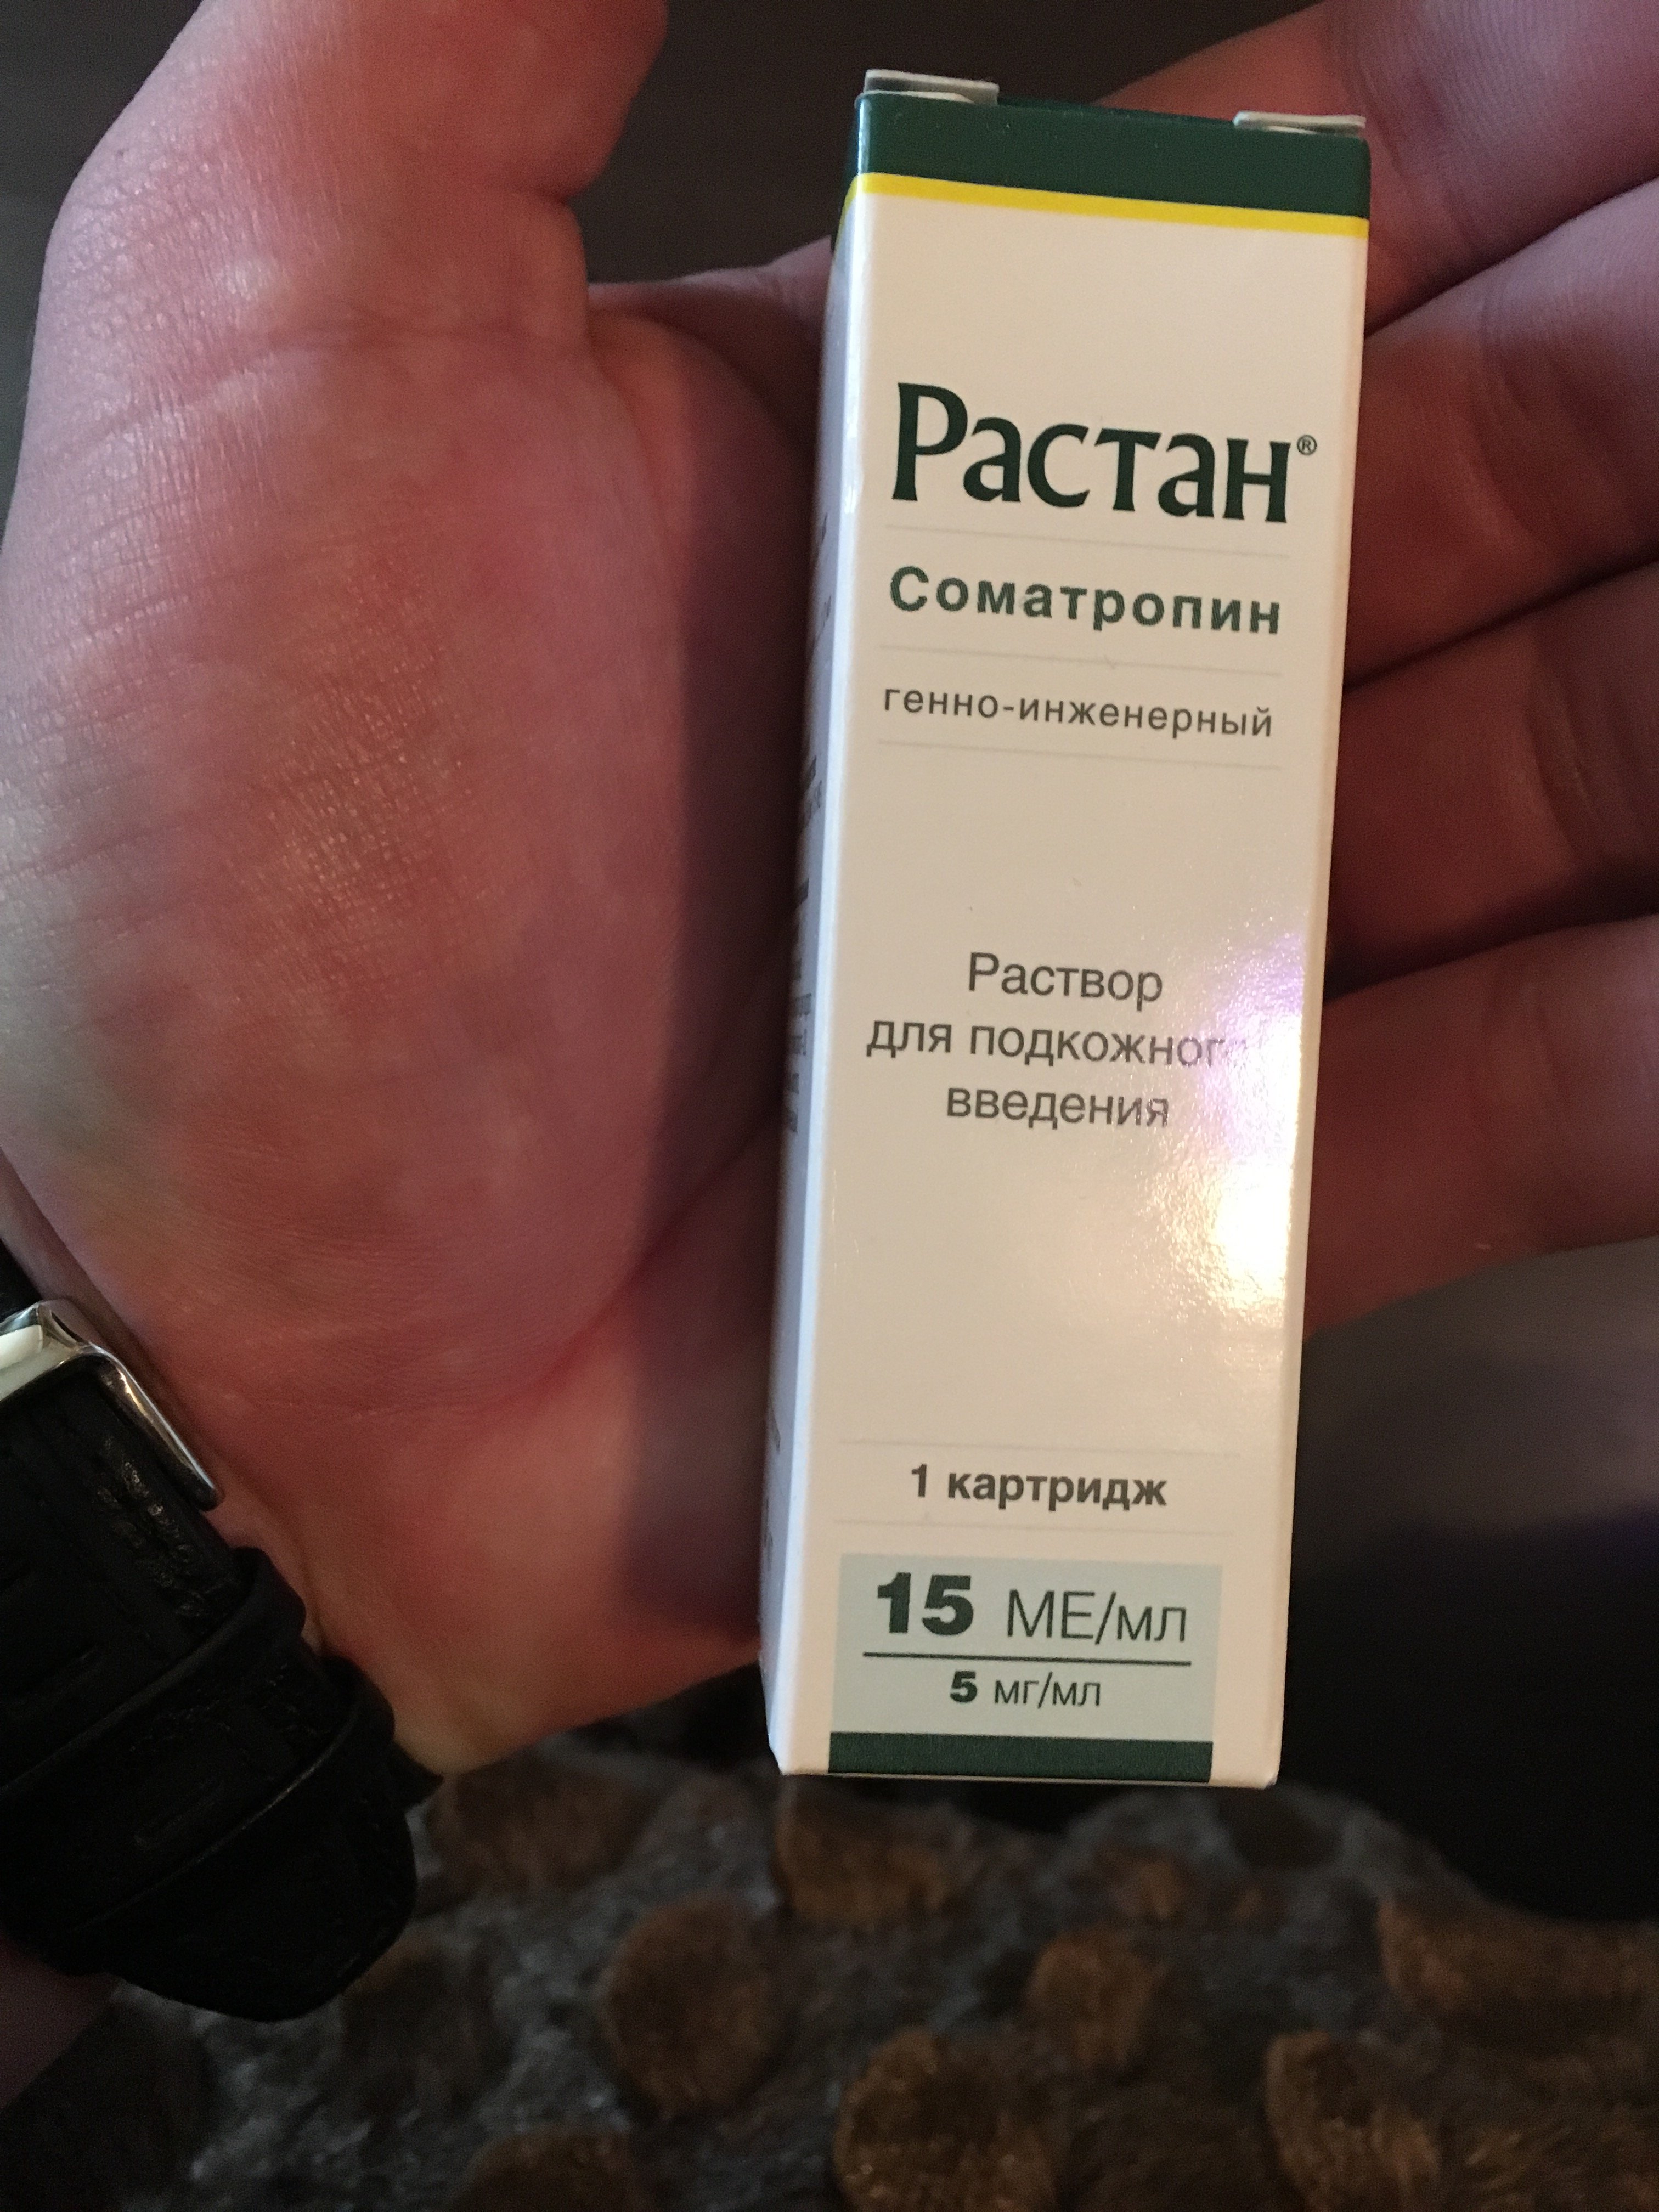 Растан®
Соматропин
генно-инженерный
Раствор
для подкожного
введения
1 картридж
15 МЕ/мл
5 мг/мл